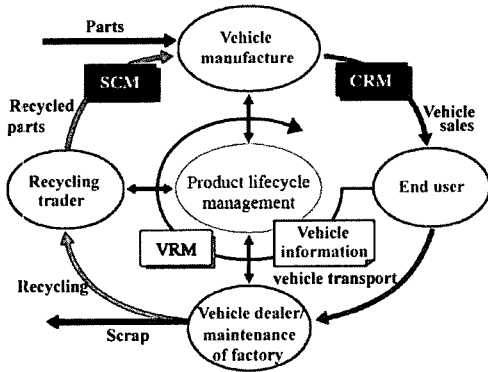 Parts
Vehicle
manufacture
SCM
CRM
Recycled
parts
Vehicle
sales
Recycling
trader
Product lifecycle
management
End user
VRM
Vehicle
information
vehicle transport
Recycling
Vehicle dealer/
maintenance
of factory
Scrap